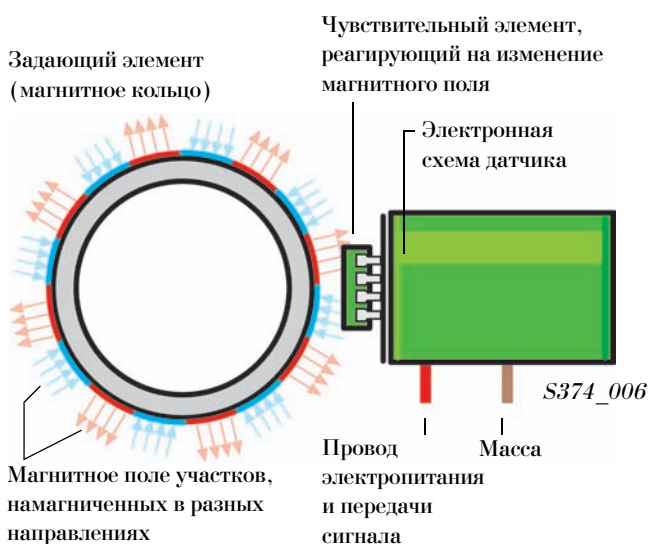 Чувствительный элемент,
реагирующий на изменение
магнитного поля
Задающий элемент
(магнитное кольцо)
Электронная
схема датчика
S374_006
Провод
электропитания
и передачи
сигнала
Масса
Магнитное поле участков,
намагниченных в разных
направлениях